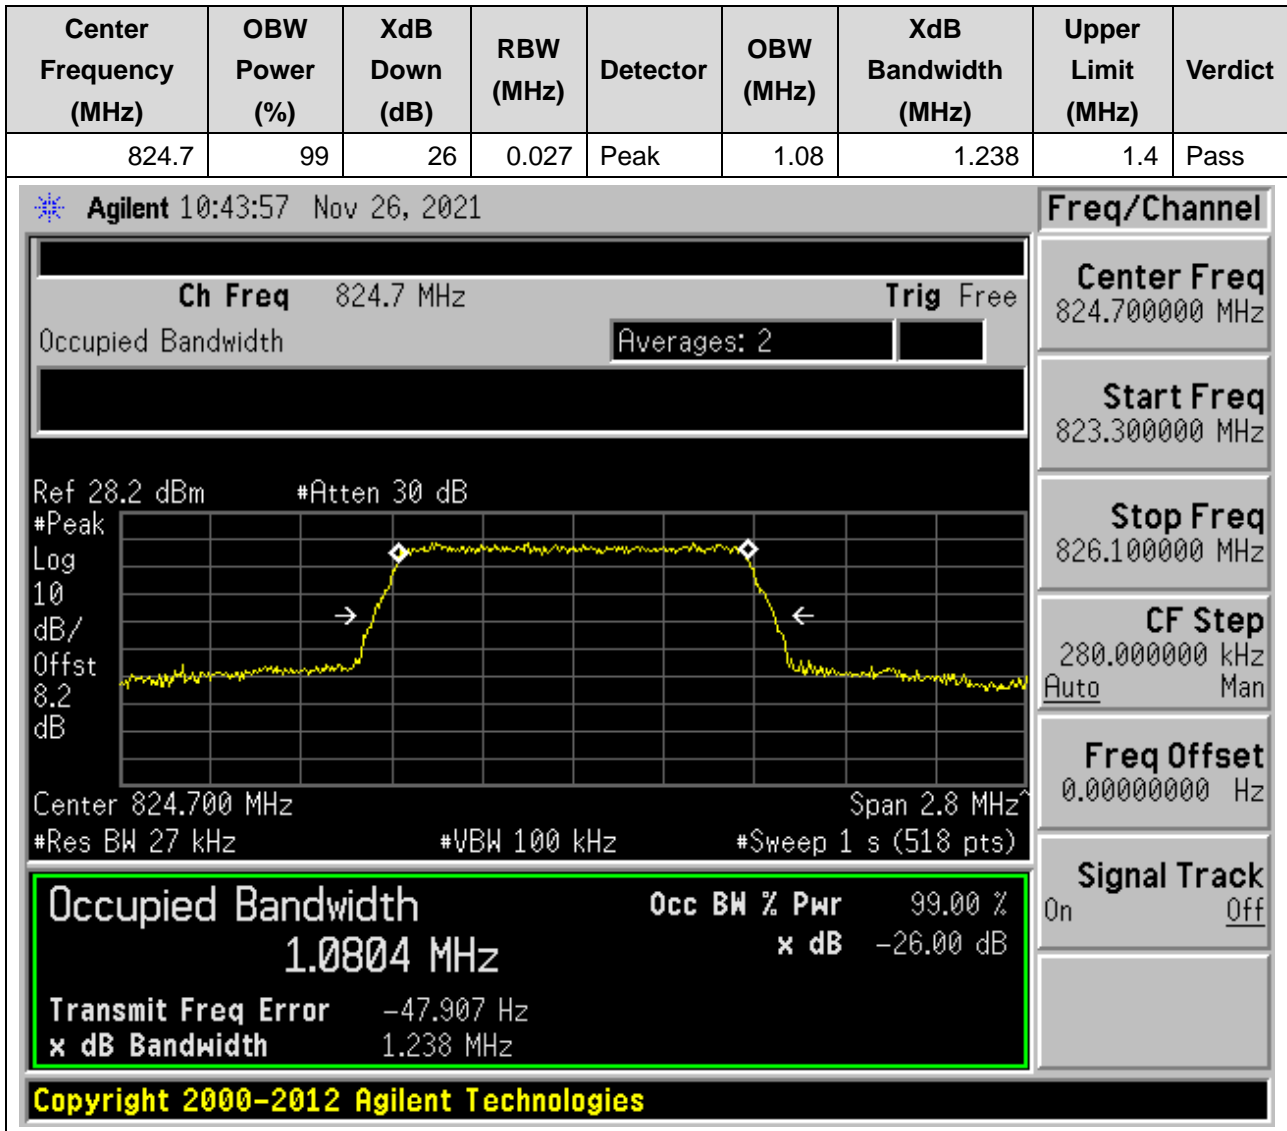 Center Frequency (MHz) OBW Power (%) XdB Down (dB) RBW (MHz) Detector OBW (MHz) XdB Bandwidth (MHz) Upper Limit (MHz) Verdict
824.7 99 26 0.027 Peak 1.08 1.238 1.4 Pass
Agilent 10:43:57 Nov 26, 2021
Freq/Channel
Ch Freq 824.7 MHz Trig Free
Occupied Bandwidth Averages: 2
Center Freq
824.700000 MHz
Start Freq
823.300000 MHz
Stop Freq
826.100000 MHz
CF Step
280.000000 kHz
Auto Man
Freq Offset
0.00000000 Hz
Signal Track
On Off
Ref 28.2 dBm #Atten 30 dB
#Peak
Log
10
dB/
Offst
8.2
dB
Center 824.700 MHz Span 2.8 MHz^
#Res BW 27 kHz #VBW 100 kHz #Sweep 1 s (518 pts)
Occupied Bandwidth Occ BW % Pwr 99.00 %
1.0804 MHz x dB -26.00 dB
Transmit Freq Error -47.907 Hz
x dB Bandwidth 1.238 MHz
Copyright 2000-2012 Agilent Technologies